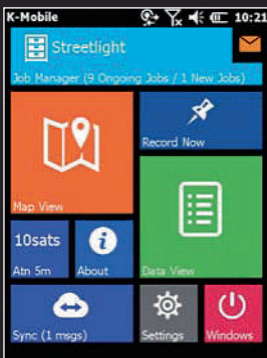 K-Mobile 10:21
Streetlight
Job Manager (9 Ongoing Jobs / 1 New Jobs)
Map View
Record Now
10sats
Atn 5m
About
Data View
Sync (1 msgs)
Settings
Windows